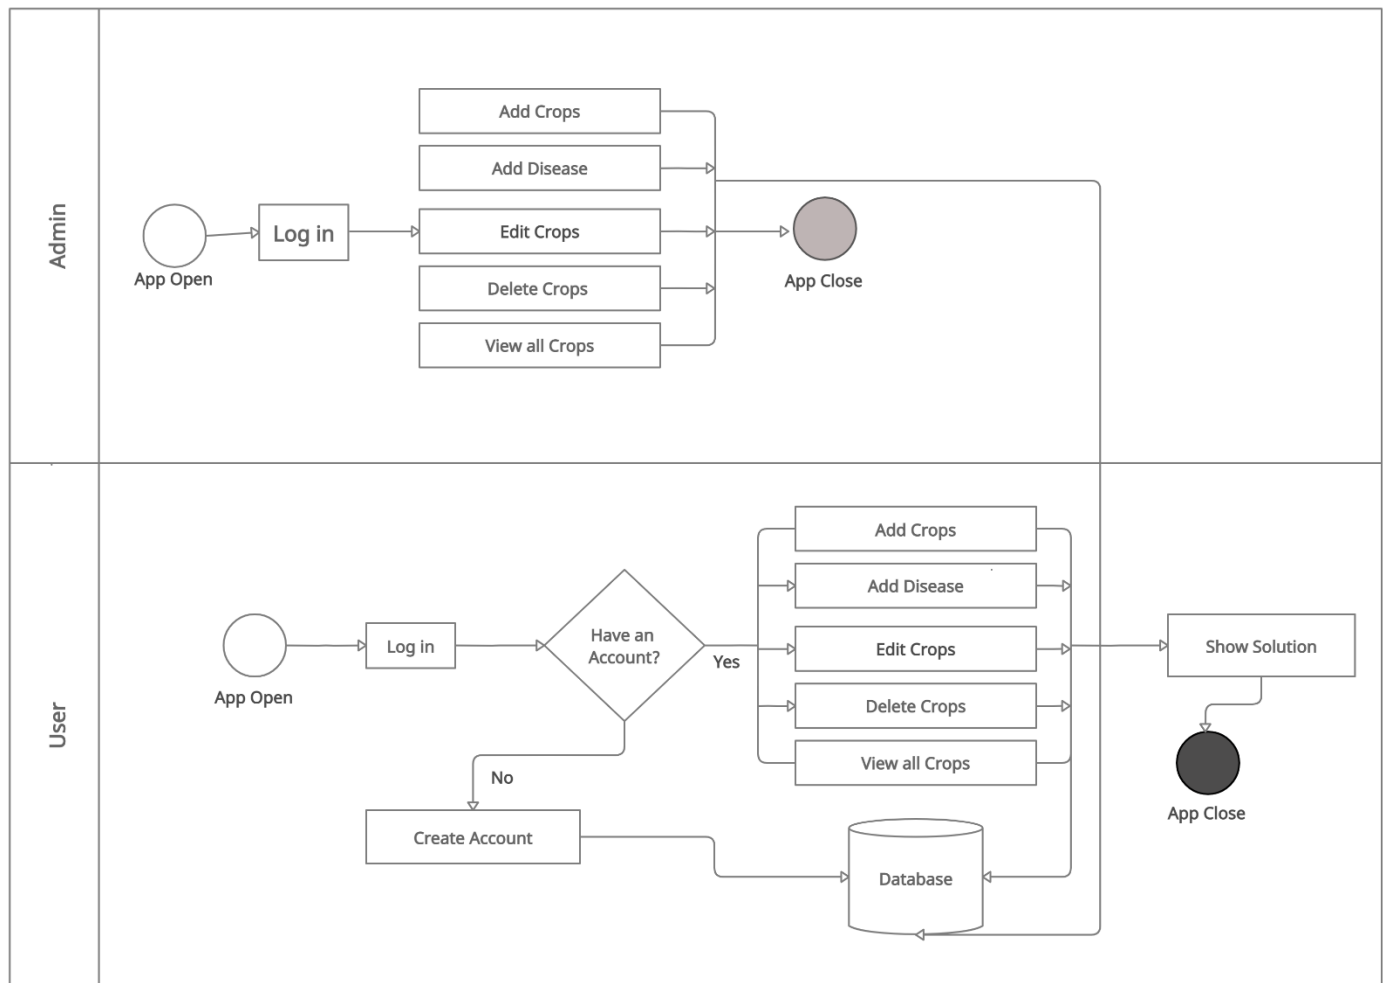 Admin
App Open
Log in
Add Crops
Add Disease
Edit Crops
Delete Crops
View all Crops
App Close
User
App Open
Log in
Have an
Account?
Yes
No
Create Account
Add Crops
Add Disease
Edit Crops
Delete Crops
View all Crops
Database
Show Solution
App Close